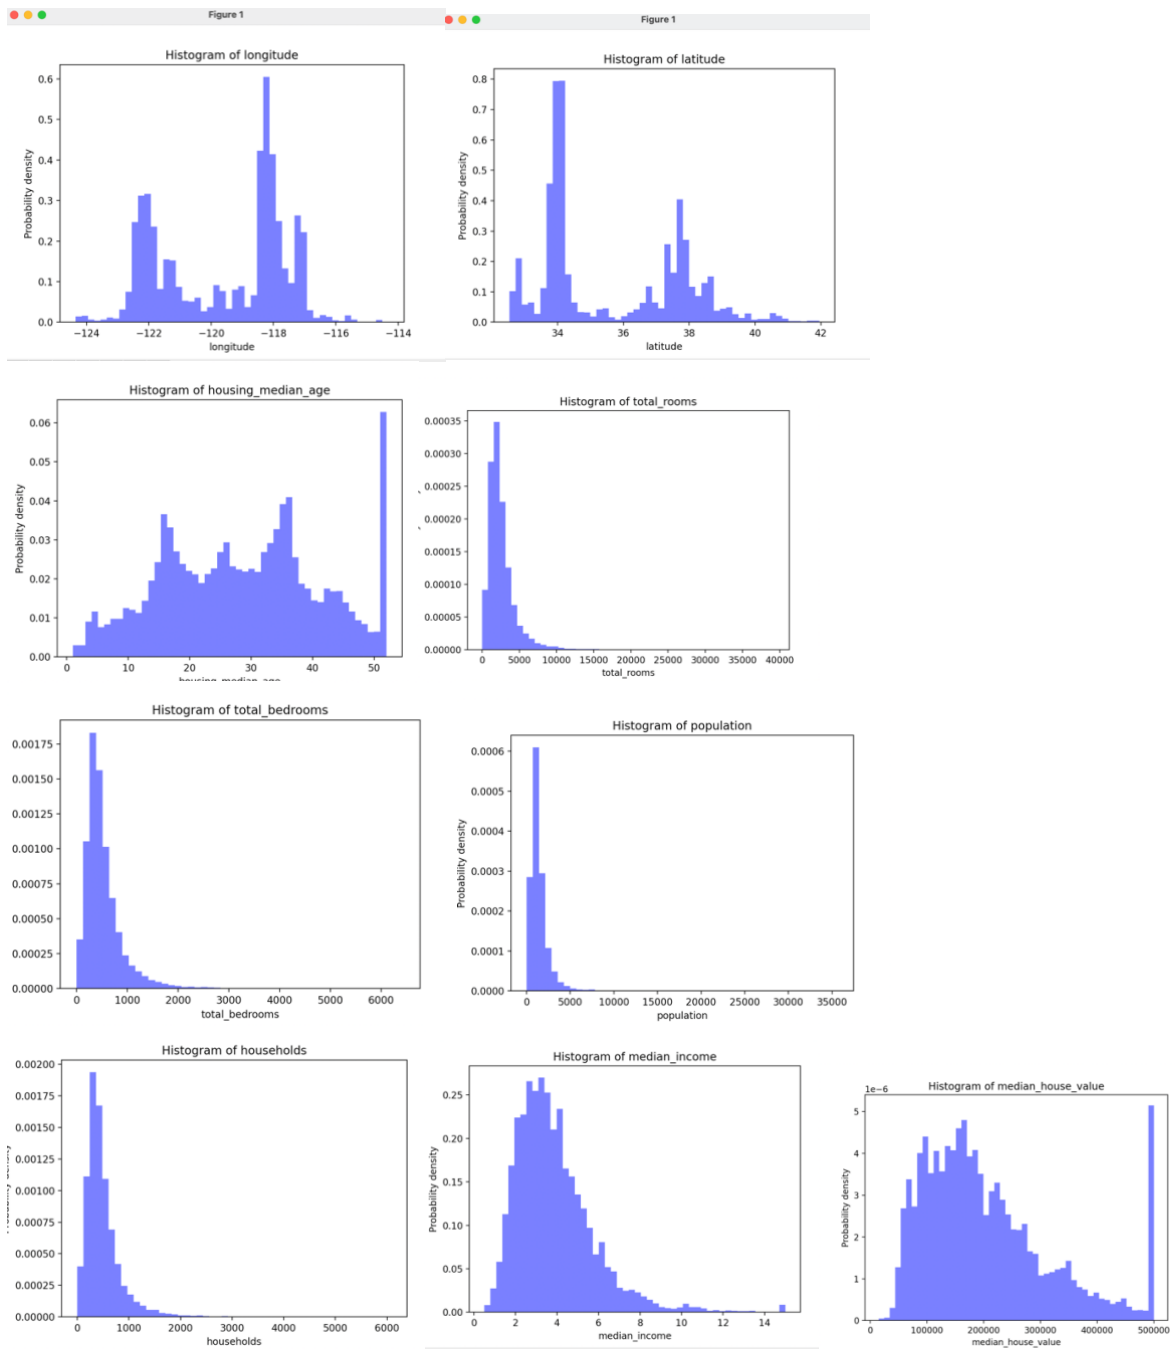 Figure 1
Histogram of longitude
Probability density
0.6
0.5
0.4
0.3
0.2
0.1
0.0
−124 −122 −120 −118 −116 −114
longitude
Figure 1
Histogram of latitude
Probability density
0.8
0.7
0.6
0.5
0.4
0.3
0.2
0.1
0.0
34 36 38 40 42
latitude
Histogram of housing_median_age
Probability density
0.06
0.05
0.04
0.03
0.02
0.01
0.00
0 10 20 30 40 50
housing_median_age
Histogram of total_rooms
0.00035
0.00030
0.00025
0.00020
0.00015
0.00010
0.00005
0.00000
0 5000 10000 15000 20000 25000 30000 35000 40000
total_rooms
Histogram of total_bedrooms
0.00175
0.00150
0.00125
0.00100
0.00075
0.00050
0.00025
0.00000
0 1000 2000 3000 4000 5000 6000
total_bedrooms
Histogram of population
Probability density
0.0006
0.0005
0.0004
0.0003
0.0002
0.0001
0.0000
0 5000 10000 15000 20000 25000 30000 35000
population
Histogram of households
0.00200
0.00175
0.00150
0.00125
0.00100
0.00075
0.00050
0.00025
0.00000
0 1000 2000 3000 4000 5000 6000
households
Histogram of median_income
Probability density
0.25
0.20
0.15
0.10
0.05
0.00
0 2 4 6 8 10 12 14
median_income
Histogram of median_house_value
1e−6
Probability density
5
4
3
2
1
0
0 100000 200000 300000 400000 500000
median_house_value